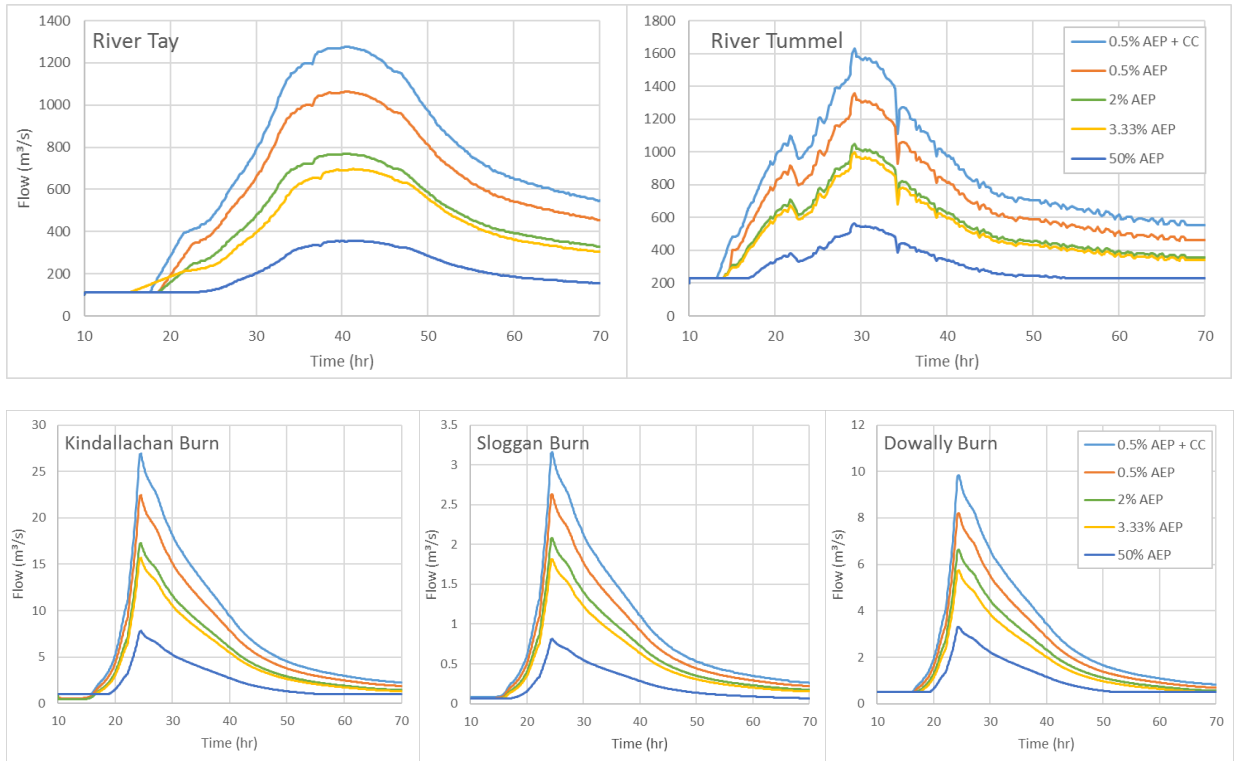 River Tay
Flow (m³/s)
1400
1200
1000
800
600
400
200
0
10 20 30 40 50 60 70
Time (hr)
River Tummel
1800
1600
1400
1200
1000
800
600
400
200
0
10 20 30 40 50 60 70
Time (hr)
0.5% AEP + CC
0.5% AEP
2% AEP
3.33% AEP
50% AEP
Kindallachan Burn
Flow (m³/s)
30
25
20
15
10
5
0
10 20 30 40 50 60 70
Time (hr)
Sloggan Burn
Flow (m³/s)
3.5
3
2.5
2
1.5
1
0.5
0
10 20 30 40 50 60 70
Time (hr)
Dowally Burn
Flow (m³/s)
12
10
8
6
4
2
0
10 20 30 40 50 60 70
Time (hr)
0.5% AEP + CC
0.5% AEP
2% AEP
3.33% AEP
50% AEP